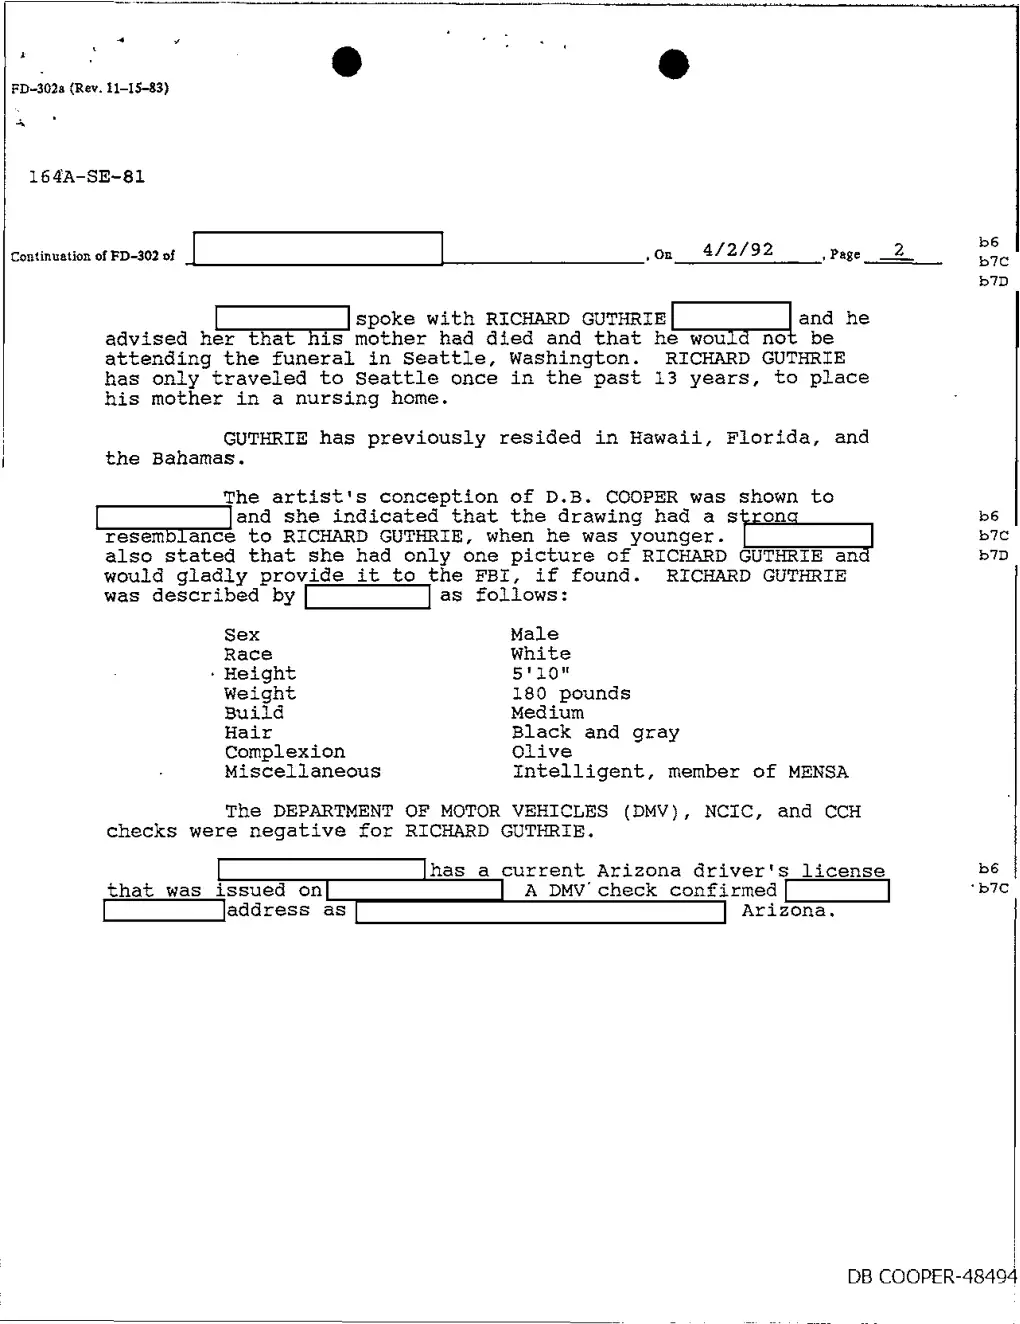 FD-302a (Rev. 11-15-83)
164A-SE-81
Continuation of FD-302 of , On 4/2/92 , Page 2
b6
b7C
b7D
spoke with RICHARD GUTHRIE and he
advised her that his mother had died and that he would not be
attending the funeral in Seattle, Washington. RICHARD GUTHRIE
has only traveled to Seattle once in the past 13 years, to place
his mother in a nursing home.
GUTHRIE has previously resided in Hawaii, Florida, and
the Bahamas.
The artist's conception of D.B. COOPER was shown to
and she indicated that the drawing had a strong b6
resemblance to RICHARD GUTHRIE, when he was younger. b7C
also stated that she had only one picture of RICHARD GUTHRIE and b7D
would gladly provide it to the FBI, if found. RICHARD GUTHRIE
was described by as follows:
Sex Male
Race White
Height 5'10"
Weight 180 pounds
Build Medium
Hair Black and gray
Complexion Olive
Miscellaneous Intelligent, member of MENSA
The DEPARTMENT OF MOTOR VEHICLES (DMV), NCIC, and CCH
checks were negative for RICHARD GUTHRIE.
has a current Arizona driver's license b6
that was issued on A DMV check confirmed b7C
address as Arizona.
DB COOPER-48494